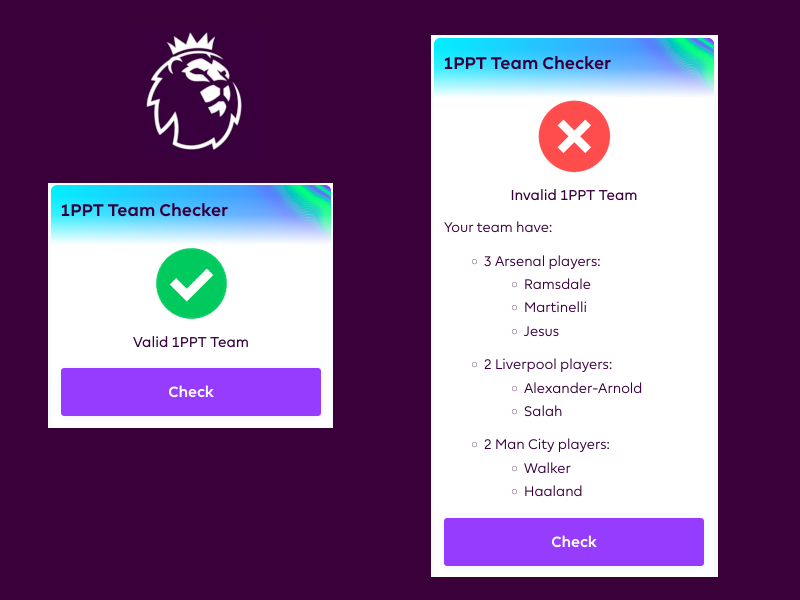 1PPT Team Checker
Valid 1PPT Team
Check
1PPT Team Checker
Invalid 1PPT Team
Your team have:
3 Arsenal players:
Ramsdale
Martinelli
Jesus
2 Liverpool players:
Alexander-Arnold
Salah
2 Man City players:
Walker
Haaland
Check